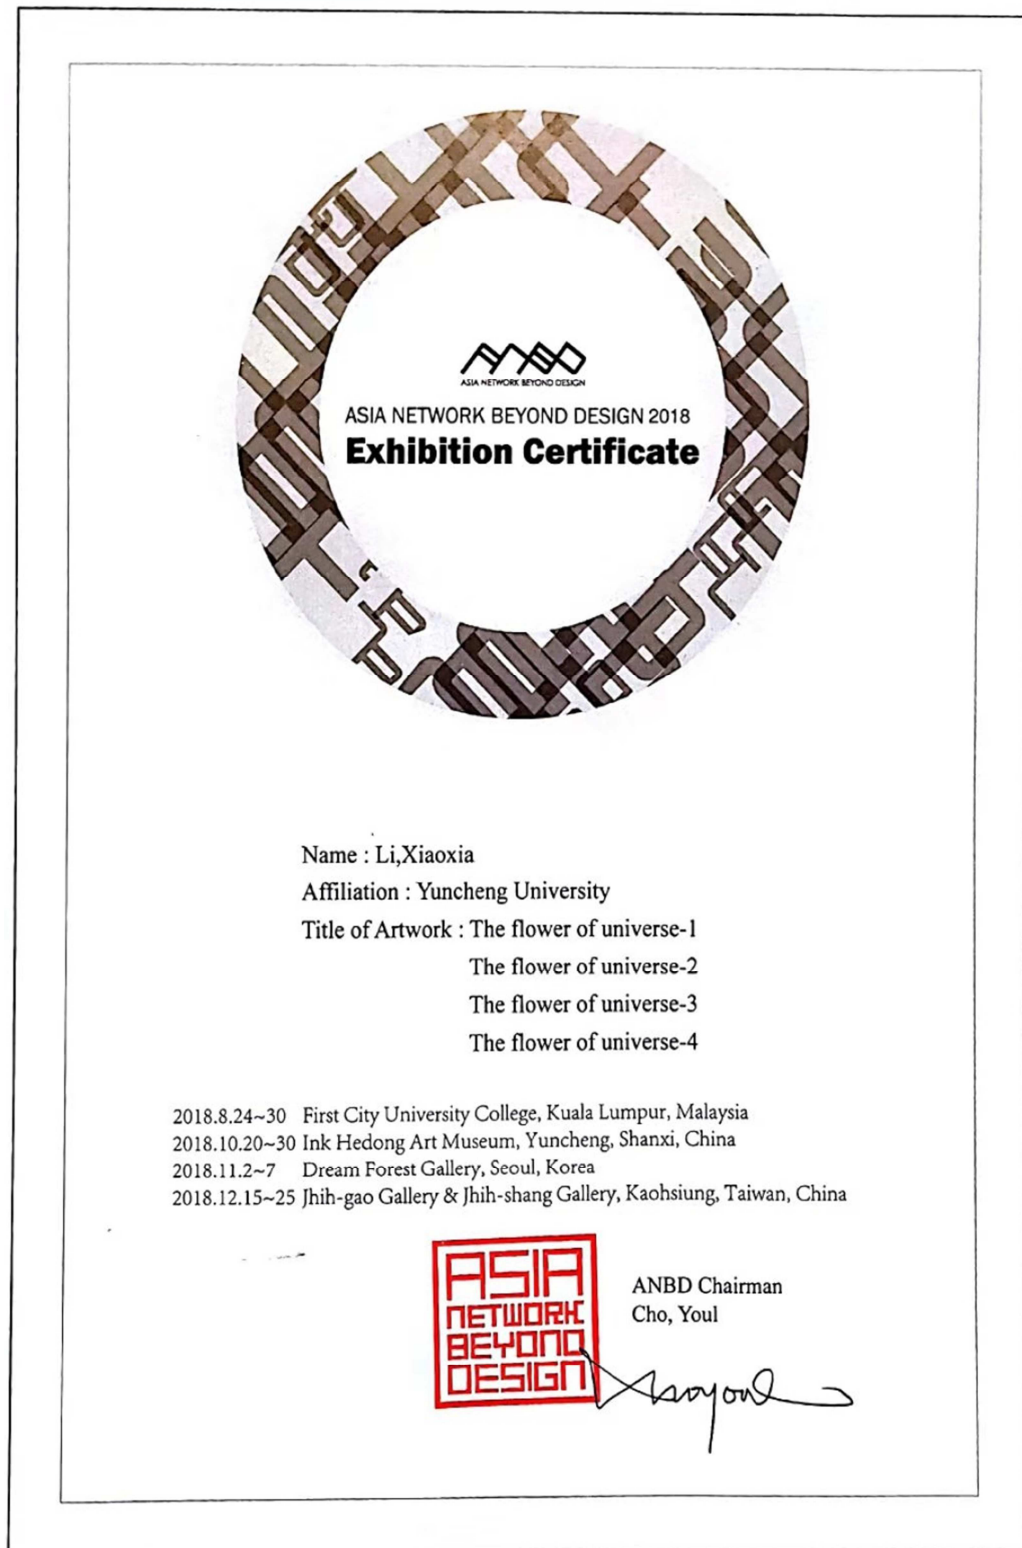 ANBD
ASIA NETWORK BEYOND DESIGN
ASIA NETWORK BEYOND DESIGN 2018
Exhibition Certificate
Name : Li,Xiaoxia
Affiliation : Yuncheng University
Title of Artwork : The flower of universe-1
The flower of universe-2
The flower of universe-3
The flower of universe-4
2018.8.24~30 First City University College, Kuala Lumpur, Malaysia
2018.10.20~30 Ink Hedong Art Museum, Yuncheng, Shanxi, China
2018.11.2~7 Dream Forest Gallery, Seoul, Korea
2018.12.15~25 Jhih-gao Gallery & Jhih-shang Gallery, Kaohsiung, Taiwan, China
ASIA
NETWORK
BEYOND
DESIGN
ANBD Chairman
Cho, Youl